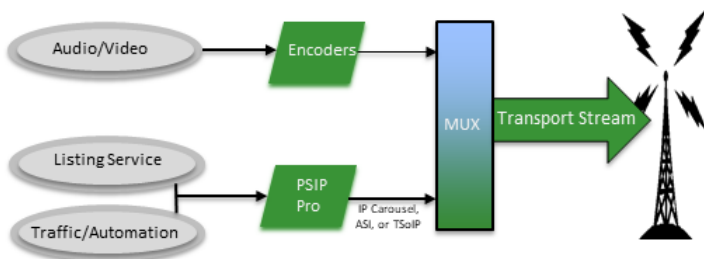 Audio/Video
Encoders
Listing Service
Traffic/Automation
PSIP
Pro
IP Carousel,
ASI, or TSoIP
MUX
Transport Stream